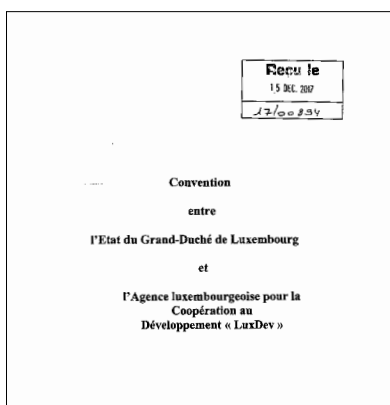 Reçu le
15 DEC. 2017
17/00894
Convention
entre
l'Etat du Grand-Duché de Luxembourg
et
l'Agence luxembourgeoise pour la
Coopération au
Développement « LuxDev »